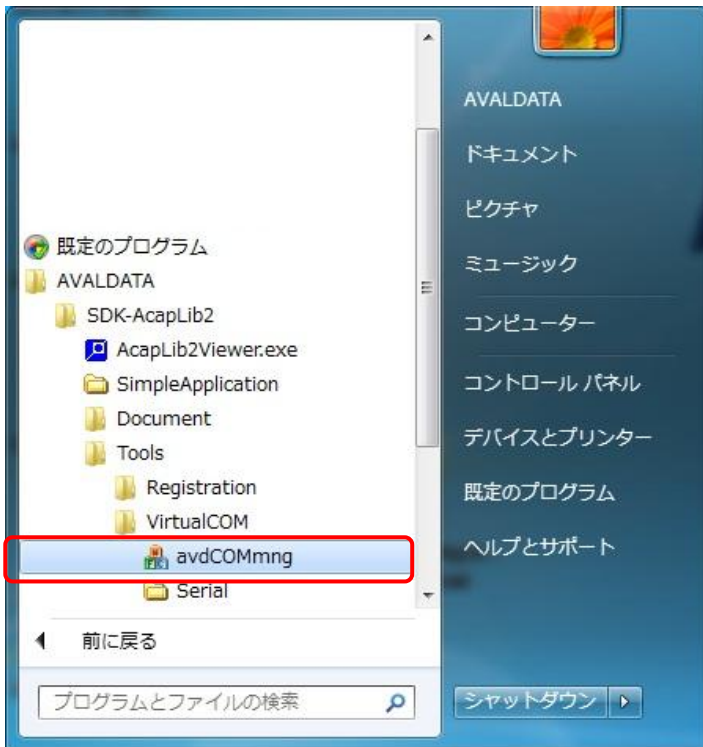 既定のプログラム
AVALDATA
SDK-AcapLib2
AcapLib2Viewer.exe
SimpleApplication
Document
Tools
Registration
VirtualCOM
avdCOMmng
Serial
前に戻る
プログラムとファイルの検索
AVALDATA
ドキュメント
ピクチャ
ミュージック
コンピューター
コントロール パネル
デバイスとプリンター
既定のプログラム
ヘルプとサポート
シャットダウン